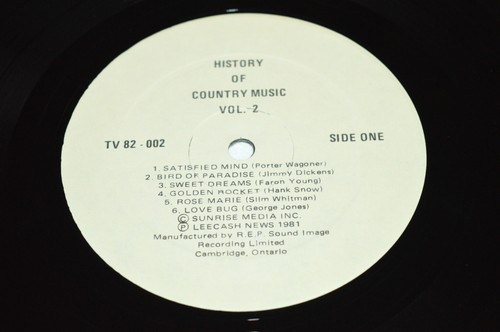 HISTORY
OF
COUNTRY MUSIC
VOL. 2
TV 82 - 002
SIDE ONE
1. SATISFIED MIND (Porter Wagoner)
2. BIRD OF PARADISE (Jimmy Dickens)
3. SWEET DREAMS (Faron Young)
4. GOLDEN ROCKET (Hank Snow)
5. ROSE MARIE (Slim Whitman)
6. LOVE BUG (George Jones)
Ⓒ SUNRISE MEDIA INC.
Ⓟ LEECASH NEWS 1981
Manufactured by R.E.P. Sound Image
Recording Limited
Cambridge, Ontario